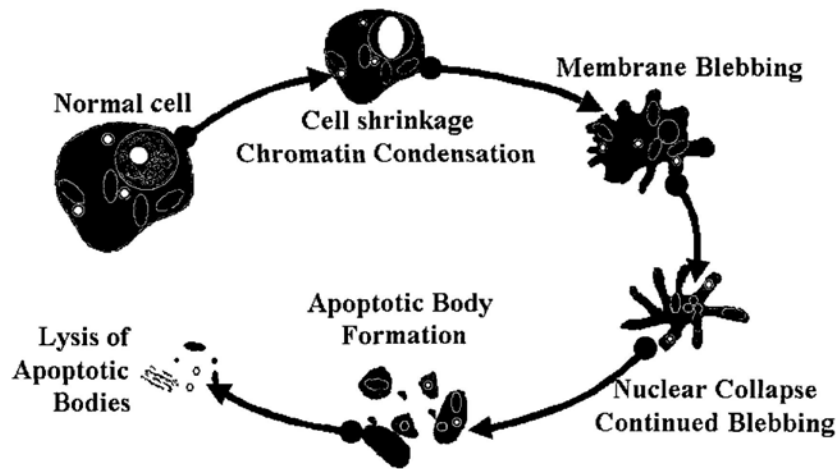 Normal cell
Cell shrinkage
Chromatin Condensation
Membrane Blebbing
Nuclear Collapse
Continued Blebbing
Apoptotic Body
Formation
Lysis of
Apoptotic
Bodies